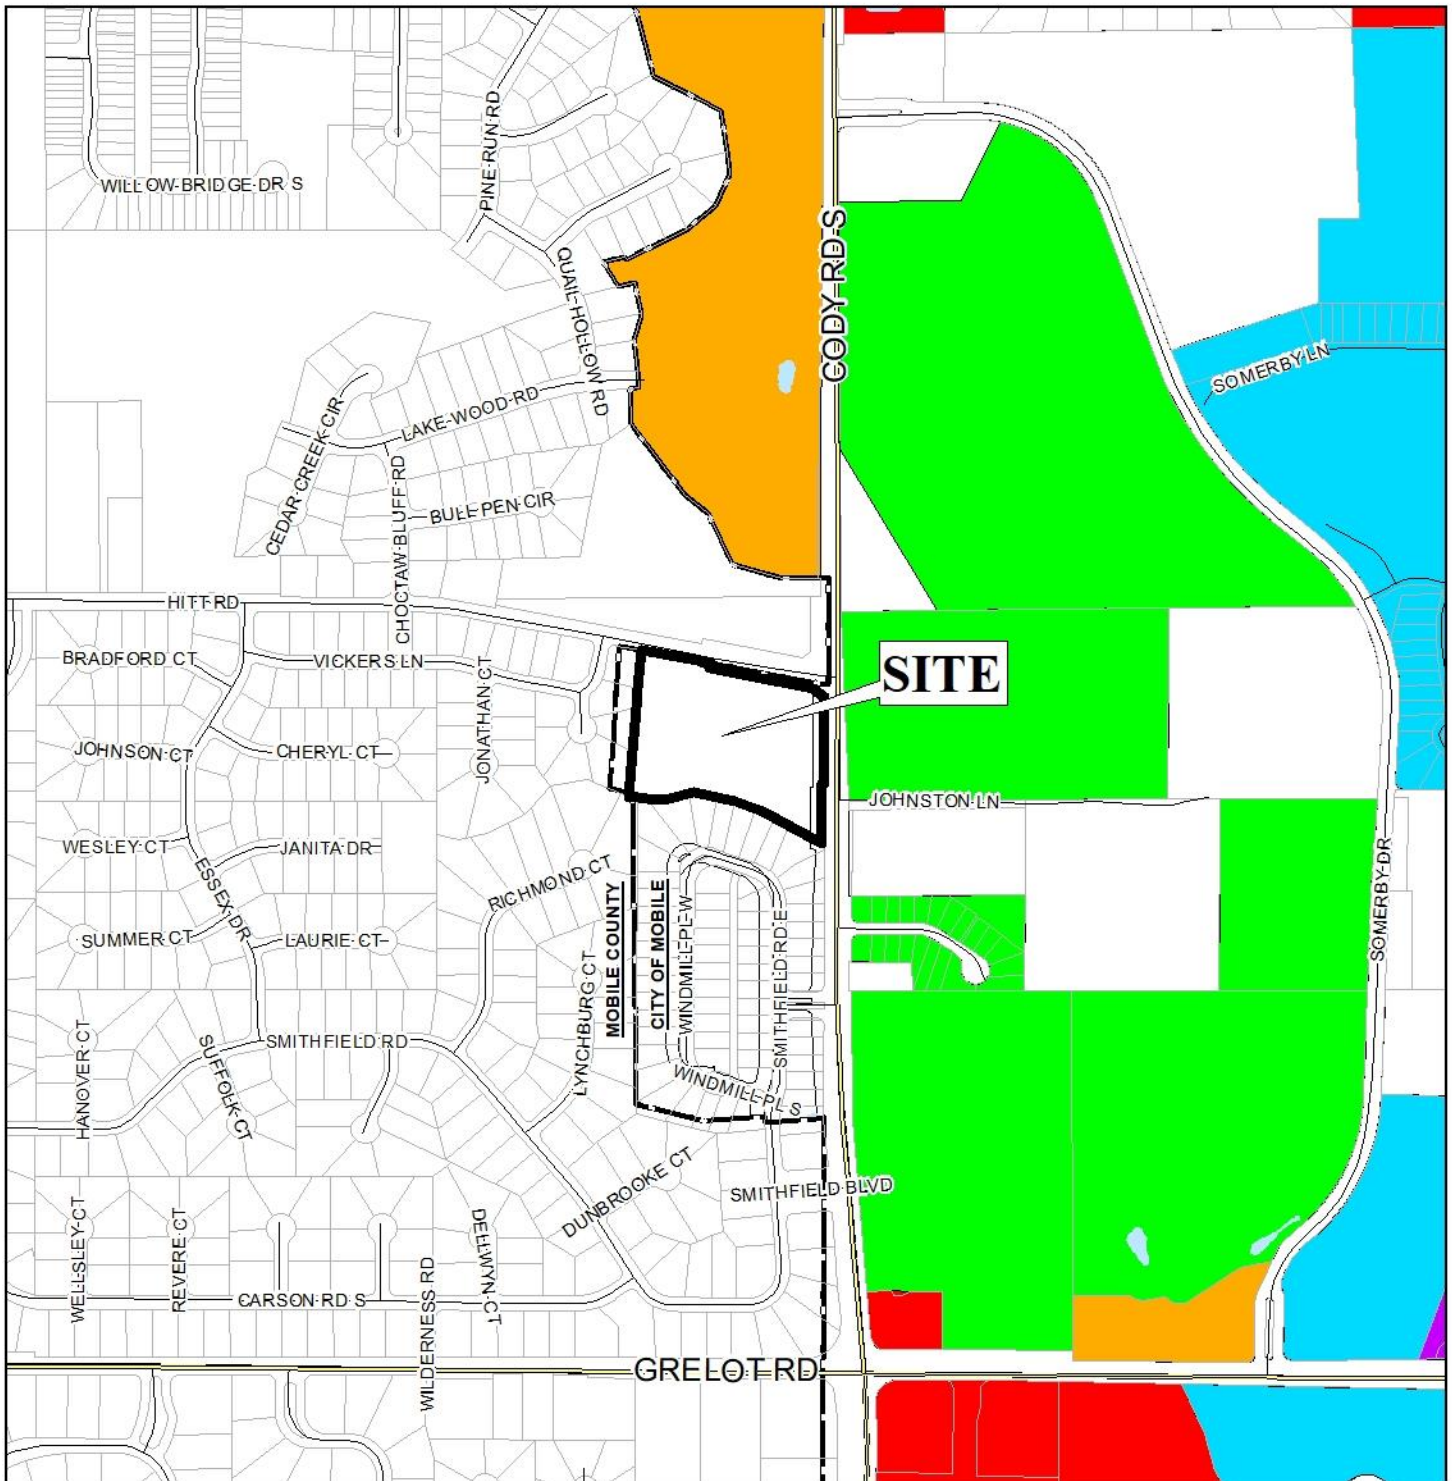 PINE RUN RD
WILLOW BRIDGE DR S
CODY RD S
QUAIL HOLLOW RD
SOMERBY LN
LAKE WOOD RD
CEDAR CREEK CIR
CHOCTAW BLUFF RD
BULL PEN CIR
HITT RD
BRADFORD CT
VICKERS LN
JONATHAN CT
SITE
JOHNSON CT
CHERYL CT
JOHNSTON LN
WESLEY CT
JANITA DR
ESSEX DR
RICHMOND CT
MOBILE COUNTY
CITY OF MOBILE
WINDMILL PL W
SMITHFIELD RD E
SOMERBY DR
SUMMER CT
LAURIE CT
LYNCHBURG CT
HANOVER CT
SUFFOLK CT
SMITHFIELD RD
WINDMILL PL S
DUNBROOKE CT
SMITHFIELD BLVD
WELLSLEY CT
REVERE CT
DELLWYN CT
WILDERNESS RD
CARSON RD S
GRELOT RD